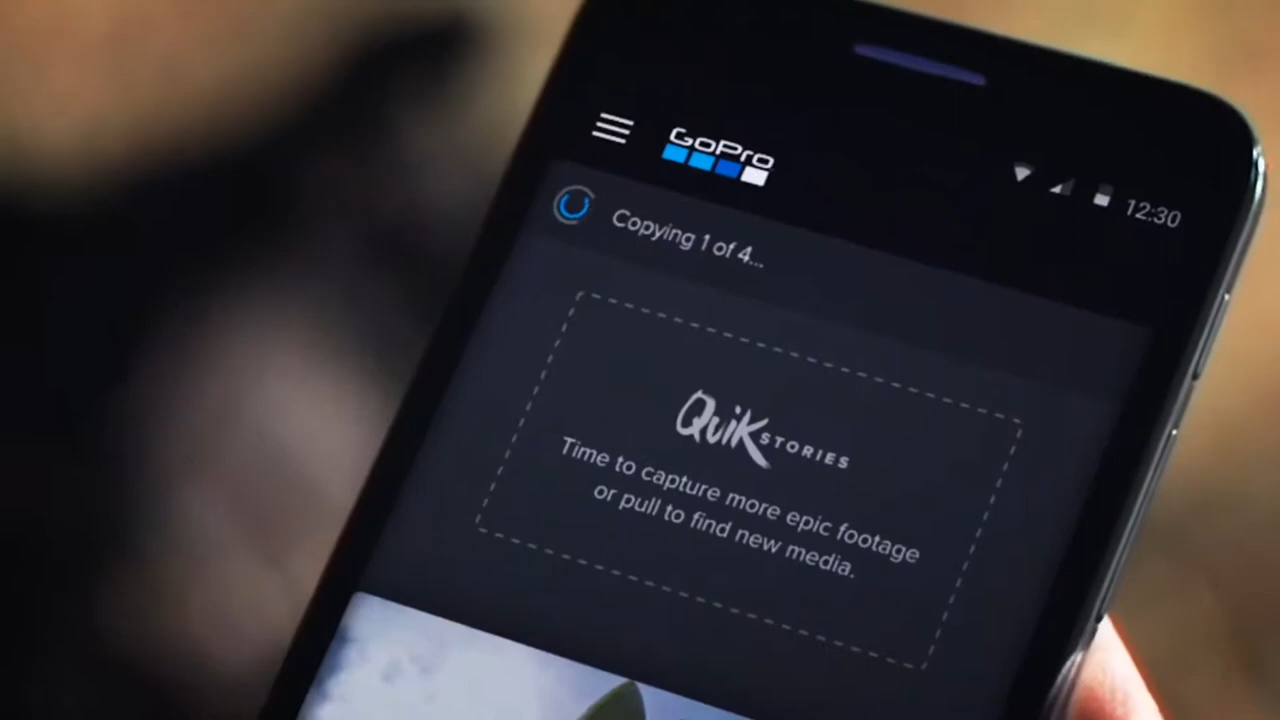 GoPro
12:30
Copying 1 of 4...
QuiK STORIES
Time to capture more epic footage
or pull to find new media.